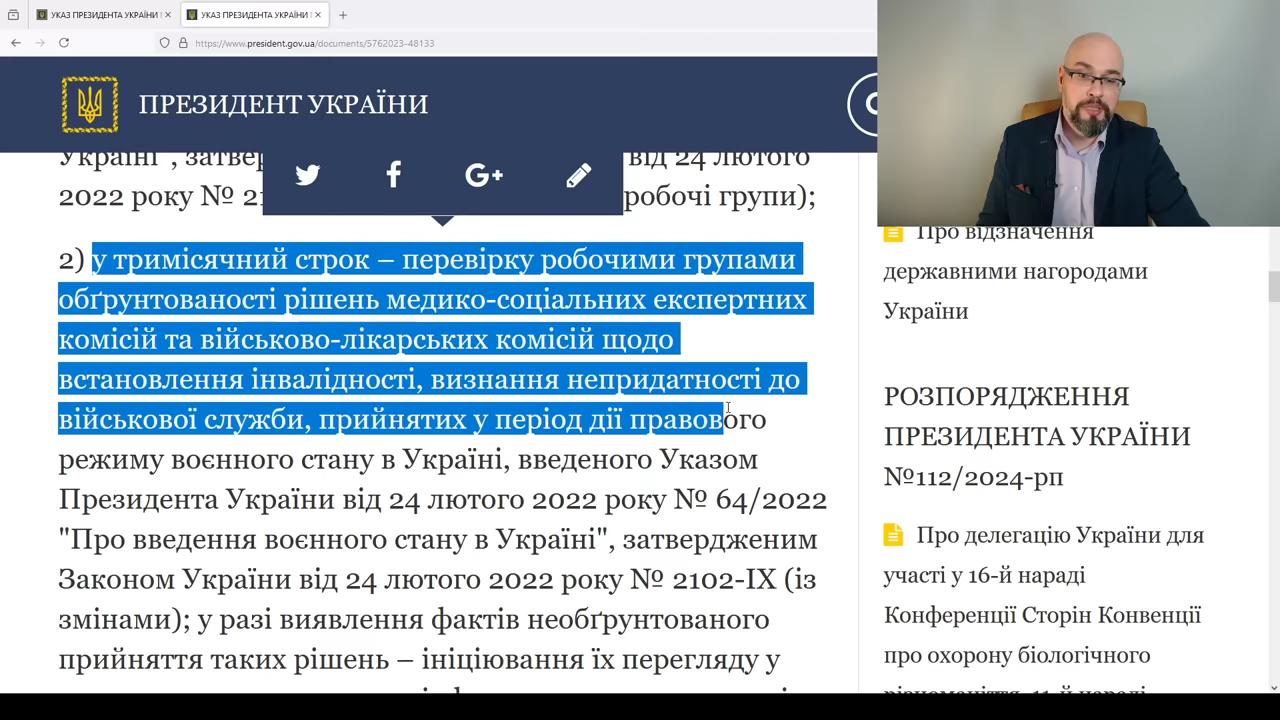 УКАЗ ПРЕЗИДЕНТА УКРАЇНИ
УКАЗ ПРЕЗИДЕНТА УКРАЇНИ
https://www.president.gov.ua/documents/5762023-48133
ПРЕЗИДЕНТ УКРАЇНИ
Україні", від 24 лютого
2022 року № робочі групи);
2) у тримісячний строк – перевірку робочими групами
обґрунтованості рішень медико-соціальних експертних
комісій та військово-лікарських комісій щодо
встановлення інвалідності, визнання непридатності до
військової служби, прийнятих у період дії правового
режиму воєнного стану в Україні, введеного Указом
Президента України від 24 лютого 2022 року № 64/2022
"Про введення воєнного стану в Україні", затвердженим
Законом України від 24 лютого 2022 року № 2102-IX (із
змінами); у разі виявлення фактів необґрунтованого
прийняття таких рішень – ініціювання їх перегляду у
G+
Про відзначення
державними нагородами
України
РОЗПОРЯДЖЕННЯ
ПРЕЗИДЕНТА УКРАЇНИ
№112/2024-рп
Про делегацію України для
участі у 16-й нараді
Конференції Сторін Конвенції
про охорону біологічного